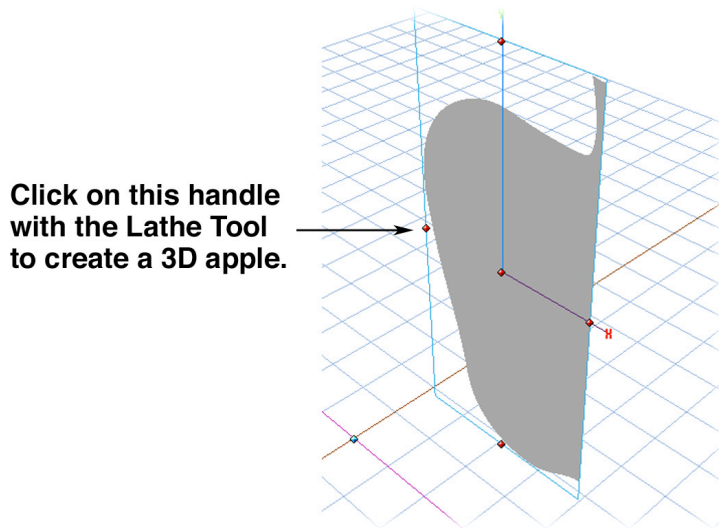 Click on this handle
with the Lathe Tool
to create a 3D apple.
X